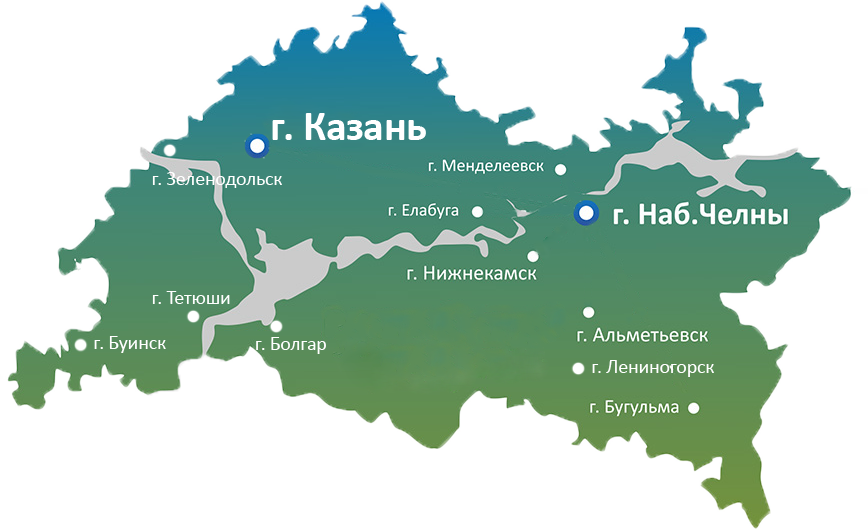 г. Казань
г. Менделеевск
г. Зеленодольск
г. Елабуга
г. Наб.Челны
г. Нижнекамск
г. Тетюши
г. Альметьевск
г. Буинск
г. Болгар
г. Лениногорск
г. Бугульма